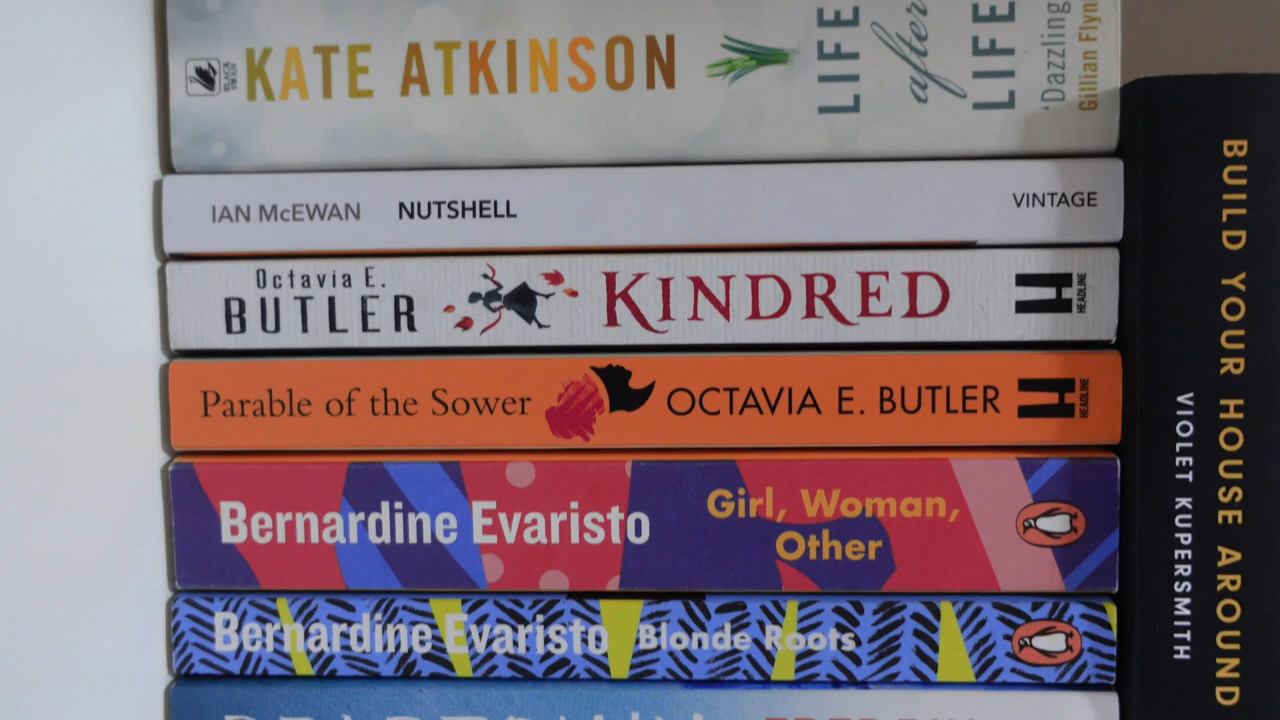 KATE ATKINSON
LIFE
after
LIFE
'Dazzling
Gillian Flynn
BLACK
SWAN
IAN McEWAN NUTSHELL VINTAGE
Octavia E.
BUTLER
KINDRED
HEADLINE
Parable of the Sower OCTAVIA E. BUTLER
HEADLINE
Bernardine Evaristo
Girl, Woman,
Other
Bernardine Evaristo Blonde Roots
BUILD YOUR HOUSE AROUND
VIOLET KUPERSMITH